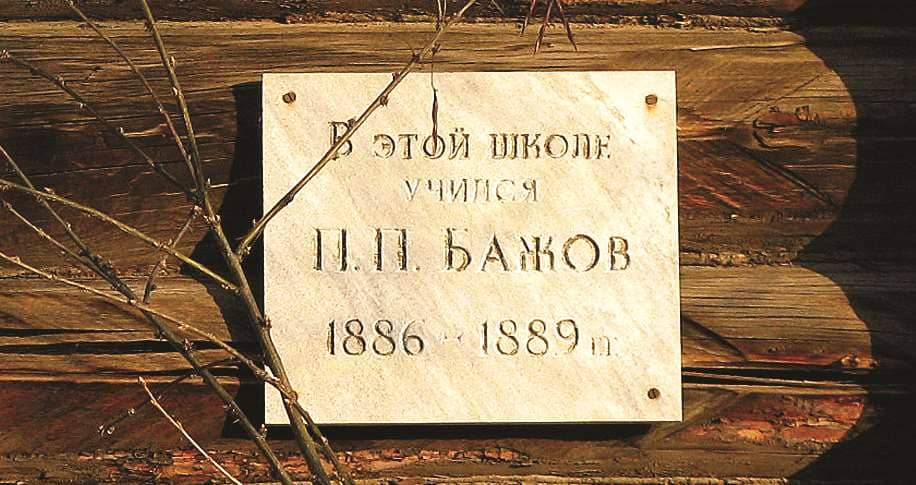 В ЭТОЙ ШКОЛЕ
УЧИЛСЯ
П.П. БАЖОВ
1886 - 1889 гг.